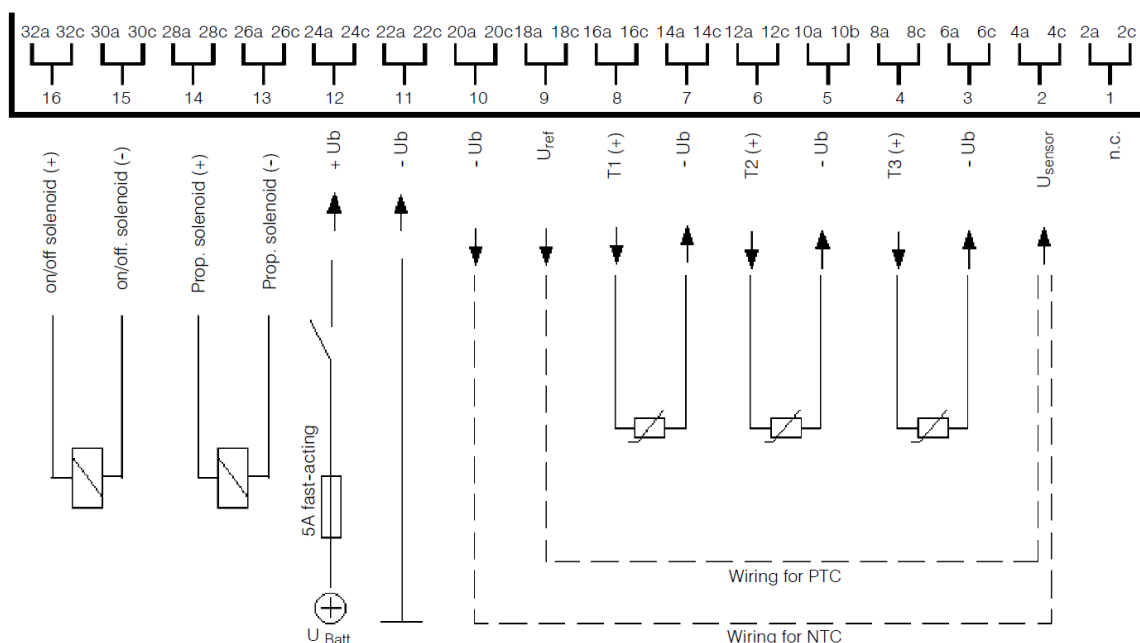 32a 32c 30a 30c 28a 28c 26a 26c 24a 24c 22a 22c 20a 20c 18a 18c 16a 16c 14a 14c 12a 12c 10a 10b 8a 8c 6a 6c 4a 4c 2a 2c
16 15 14 13 12 11 10 9 8 7 6 5 4 3 2 1
on/off solenoid (+)
on/off. solenoid (-)
Prop. solenoid (+)
Prop. solenoid (-)
+ Ub
- Ub
- Ub
Uref
T1 (+)
- Ub
T2 (+)
- Ub
T3 (+)
- Ub
Usensor
n.c.
5A fast-acting
U Batt
Wiring for PTC
Wiring for NTC